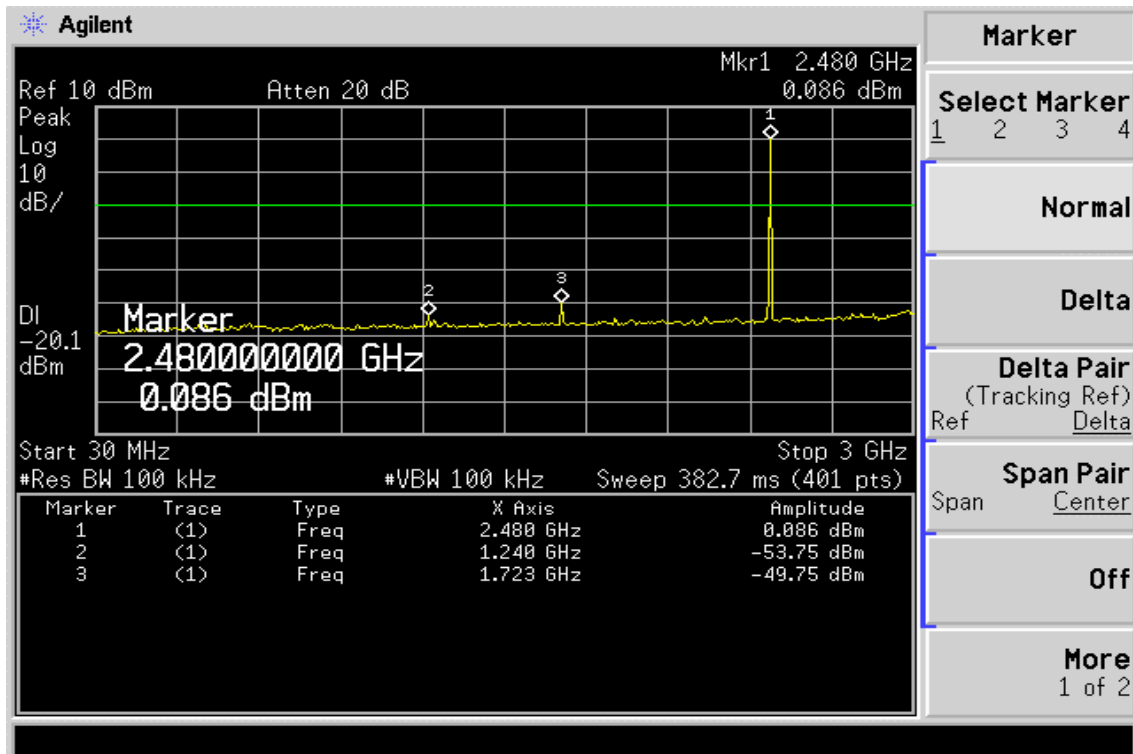 Agilent
Marker
Mkr1 2.480 GHz
Ref 10 dBm Atten 20 dB 0.086 dBm
Peak
Log
10
dB/
1
2
3
DI
-20.1
dBm
Marker
2.480000000 GHz
0.086 dBm
Start 30 MHz Stop 3 GHz
#Res BW 100 kHz #VBW 100 kHz Sweep 382.7 ms (401 pts)
Marker Trace Type X Axis Amplitude
1 (1) Freq 2.480 GHz 0.086 dBm
2 (1) Freq 1.240 GHz -53.75 dBm
3 (1) Freq 1.723 GHz -49.75 dBm
Select Marker
1 2 3 4
Normal
Delta
Delta Pair
(Tracking Ref)
Ref Delta
Span Pair
Span Center
Off
More
1 of 2